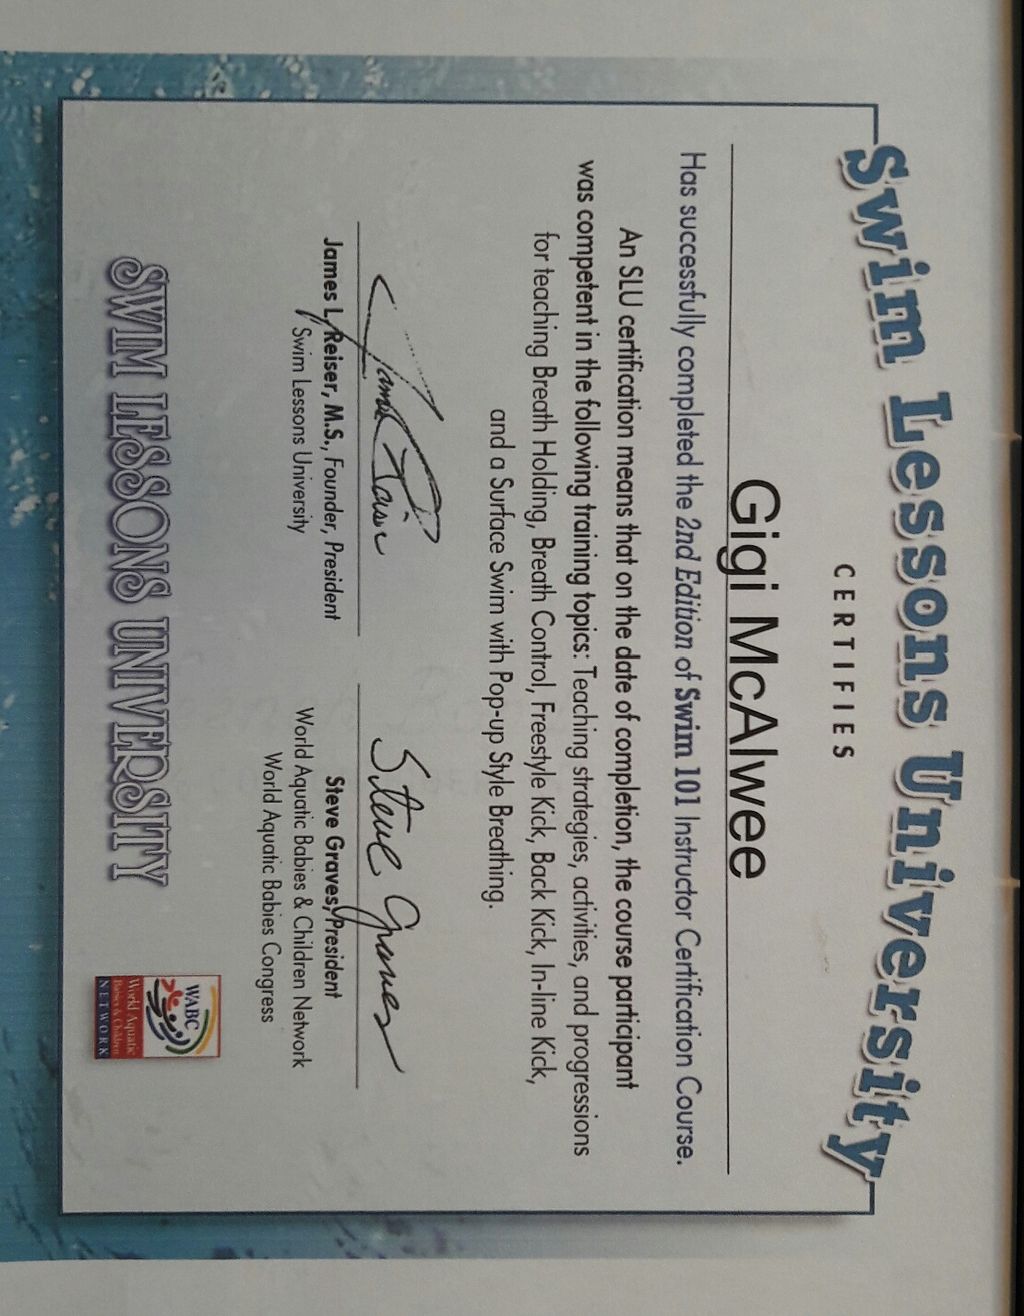 Swim Lessons University
CERTIFIES
Gigi McAlwee
Has successfully completed the 2nd Edition of Swim 101 Instructor Certification Course.
An SLU certification means that on the date of completion, the course participant
was competent in the following training topics: Teaching strategies, activities, and progressions
for teaching Breath Holding, Breath Control, Freestyle Kick, Back Kick, In-line Kick,
and a Surface Swim with Pop-up Style Breathing.
James L. Reiser, M.S., Founder, President
Swim Lessons University
Steve Graves
Steve Graves, President
World Aquatic Babies & Children Network
World Aquatic Babies Congress
SWIM LESSONS UNIVERSITY
WABC
World Aquatic
Babies & Children
NETWORK